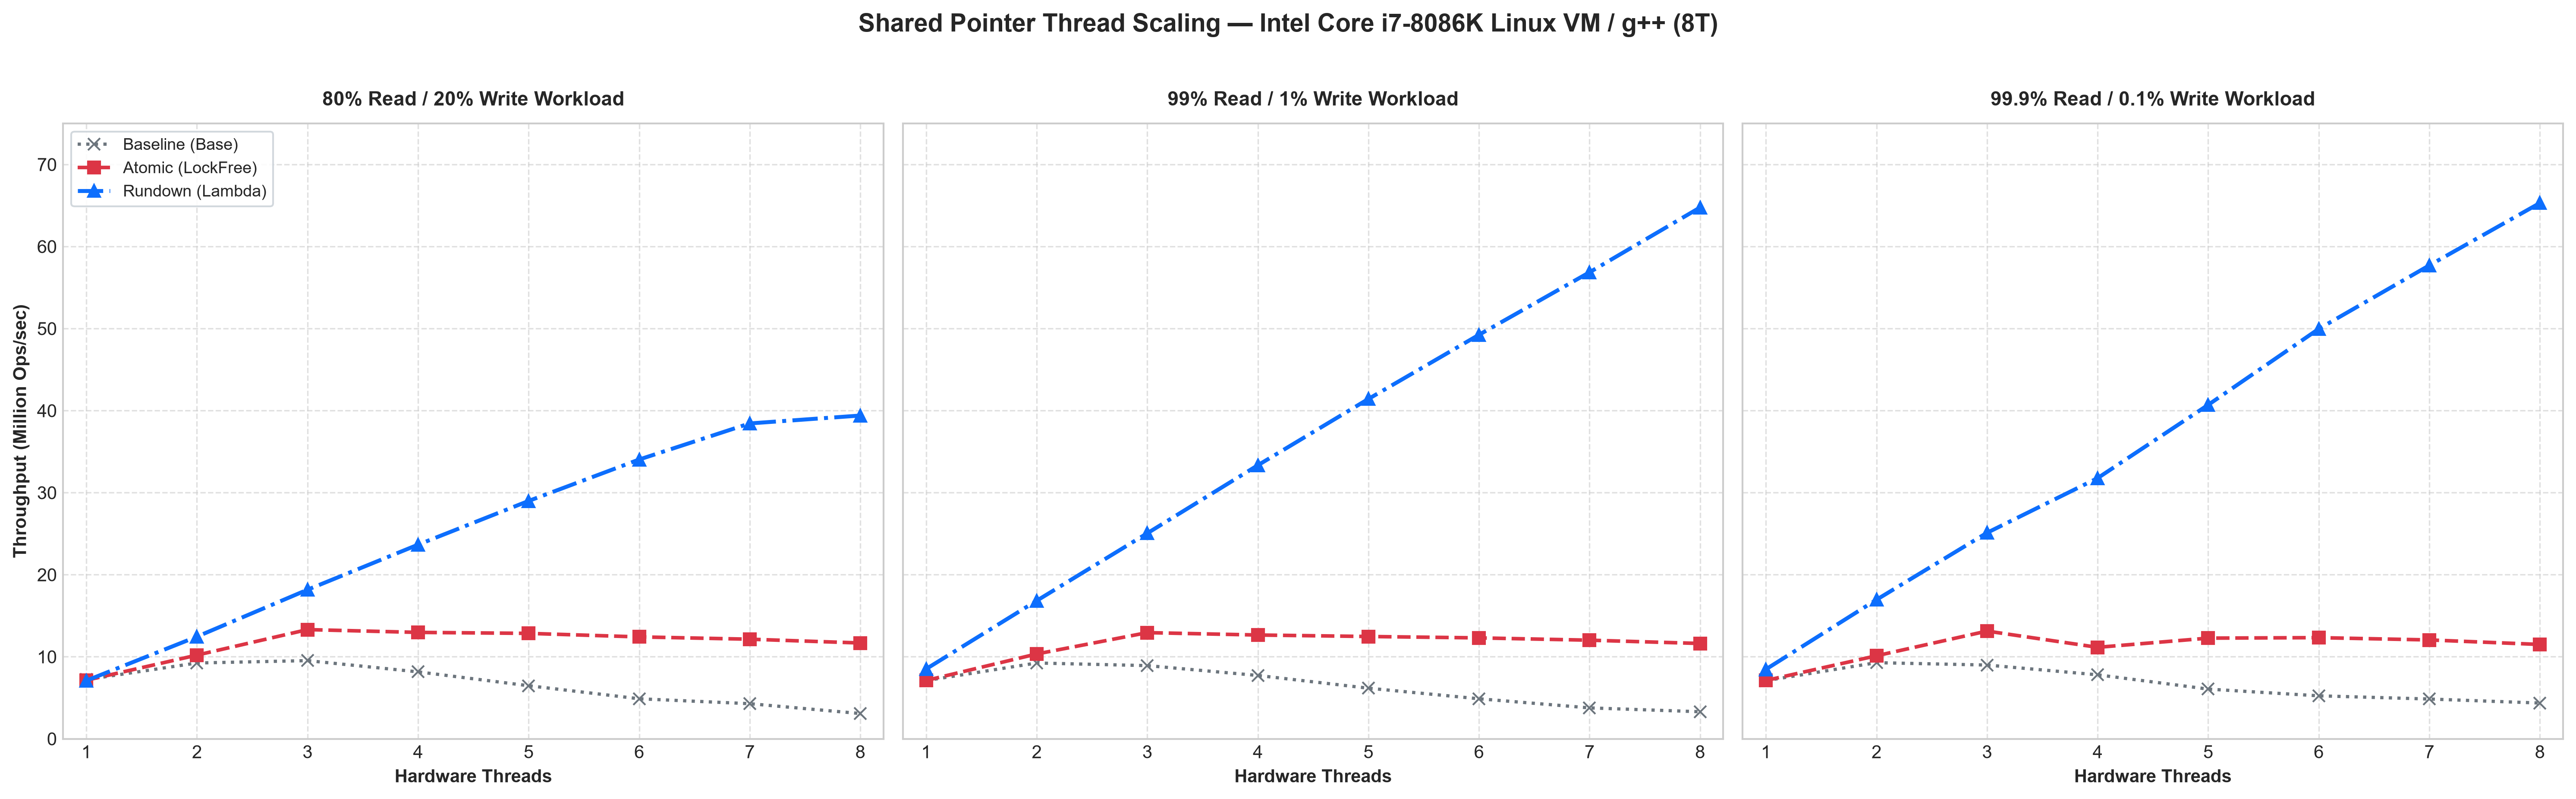 Shared Pointer Thread Scaling — Intel Core i7-8086K Linux VM / g++ (8T)
80% Read / 20% Write Workload
99% Read / 1% Write Workload
99.9% Read / 0.1% Write Workload
Baseline (Base)
Atomic (LockFree)
Rundown (Lambda)
Throughput (Million Ops/sec)
70
60
50
40
30
20
10
0
1 2 3 4 5 6 7 8
1 2 3 4 5 6 7 8
1 2 3 4 5 6 7 8
Hardware Threads
Hardware Threads
Hardware Threads